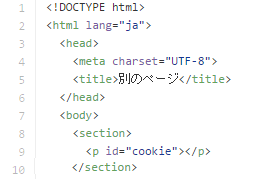 1 <!DOCTYPE html>
2 <html lang="ja">
3 <head>
4 <meta charset="UTF-8">
5 <title>別のページ</title>
6 </head>
7 <body>
8 <section>
9 <p id="cookie"></p>
10 </section>